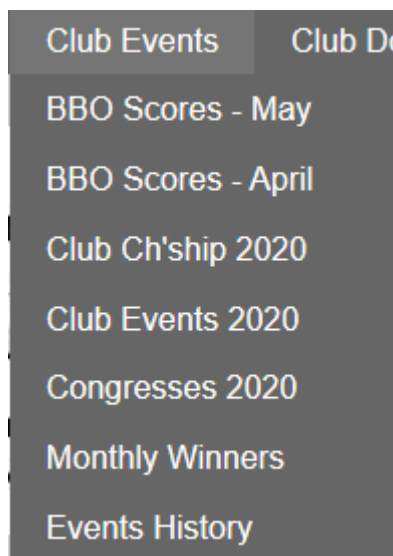 Club Events Club
BBO Scores - May
BBO Scores - April
Club Ch'ship 2020
Club Events 2020
Congresses 2020
Monthly Winners
Events History